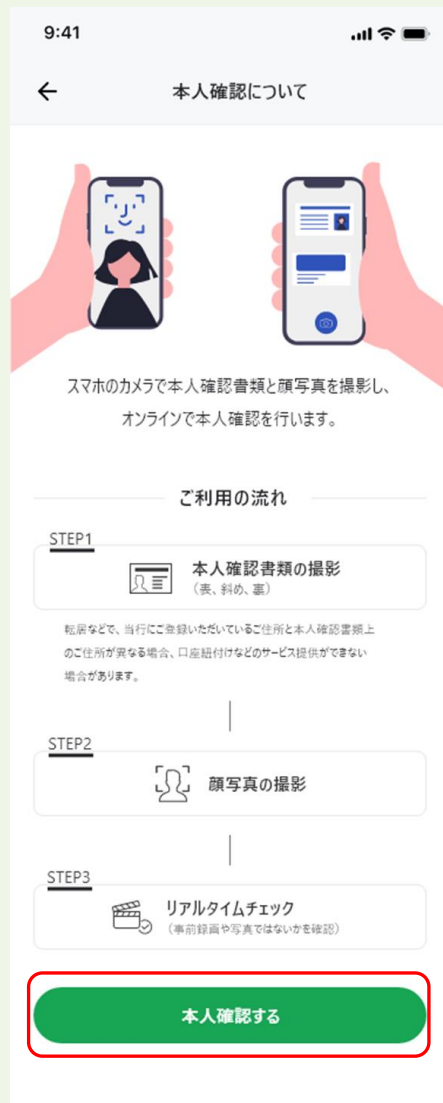 9:41
本人確認について
スマホのカメラで本人確認書類と顔写真を撮影し、
オンラインで本人確認を行います。
ご利用の流れ
STEP1
本人確認書類の撮影
（表、斜め、裏）
転居などで、当行にご登録いただいているご住所と本人確認書類上
のご住所が異なる場合、口座紐付けなどのサービス提供ができない
場合があります。
STEP2
顔写真の撮影
STEP3
リアルタイムチェック
（事前録画や写真ではないかを確認）
本人確認する